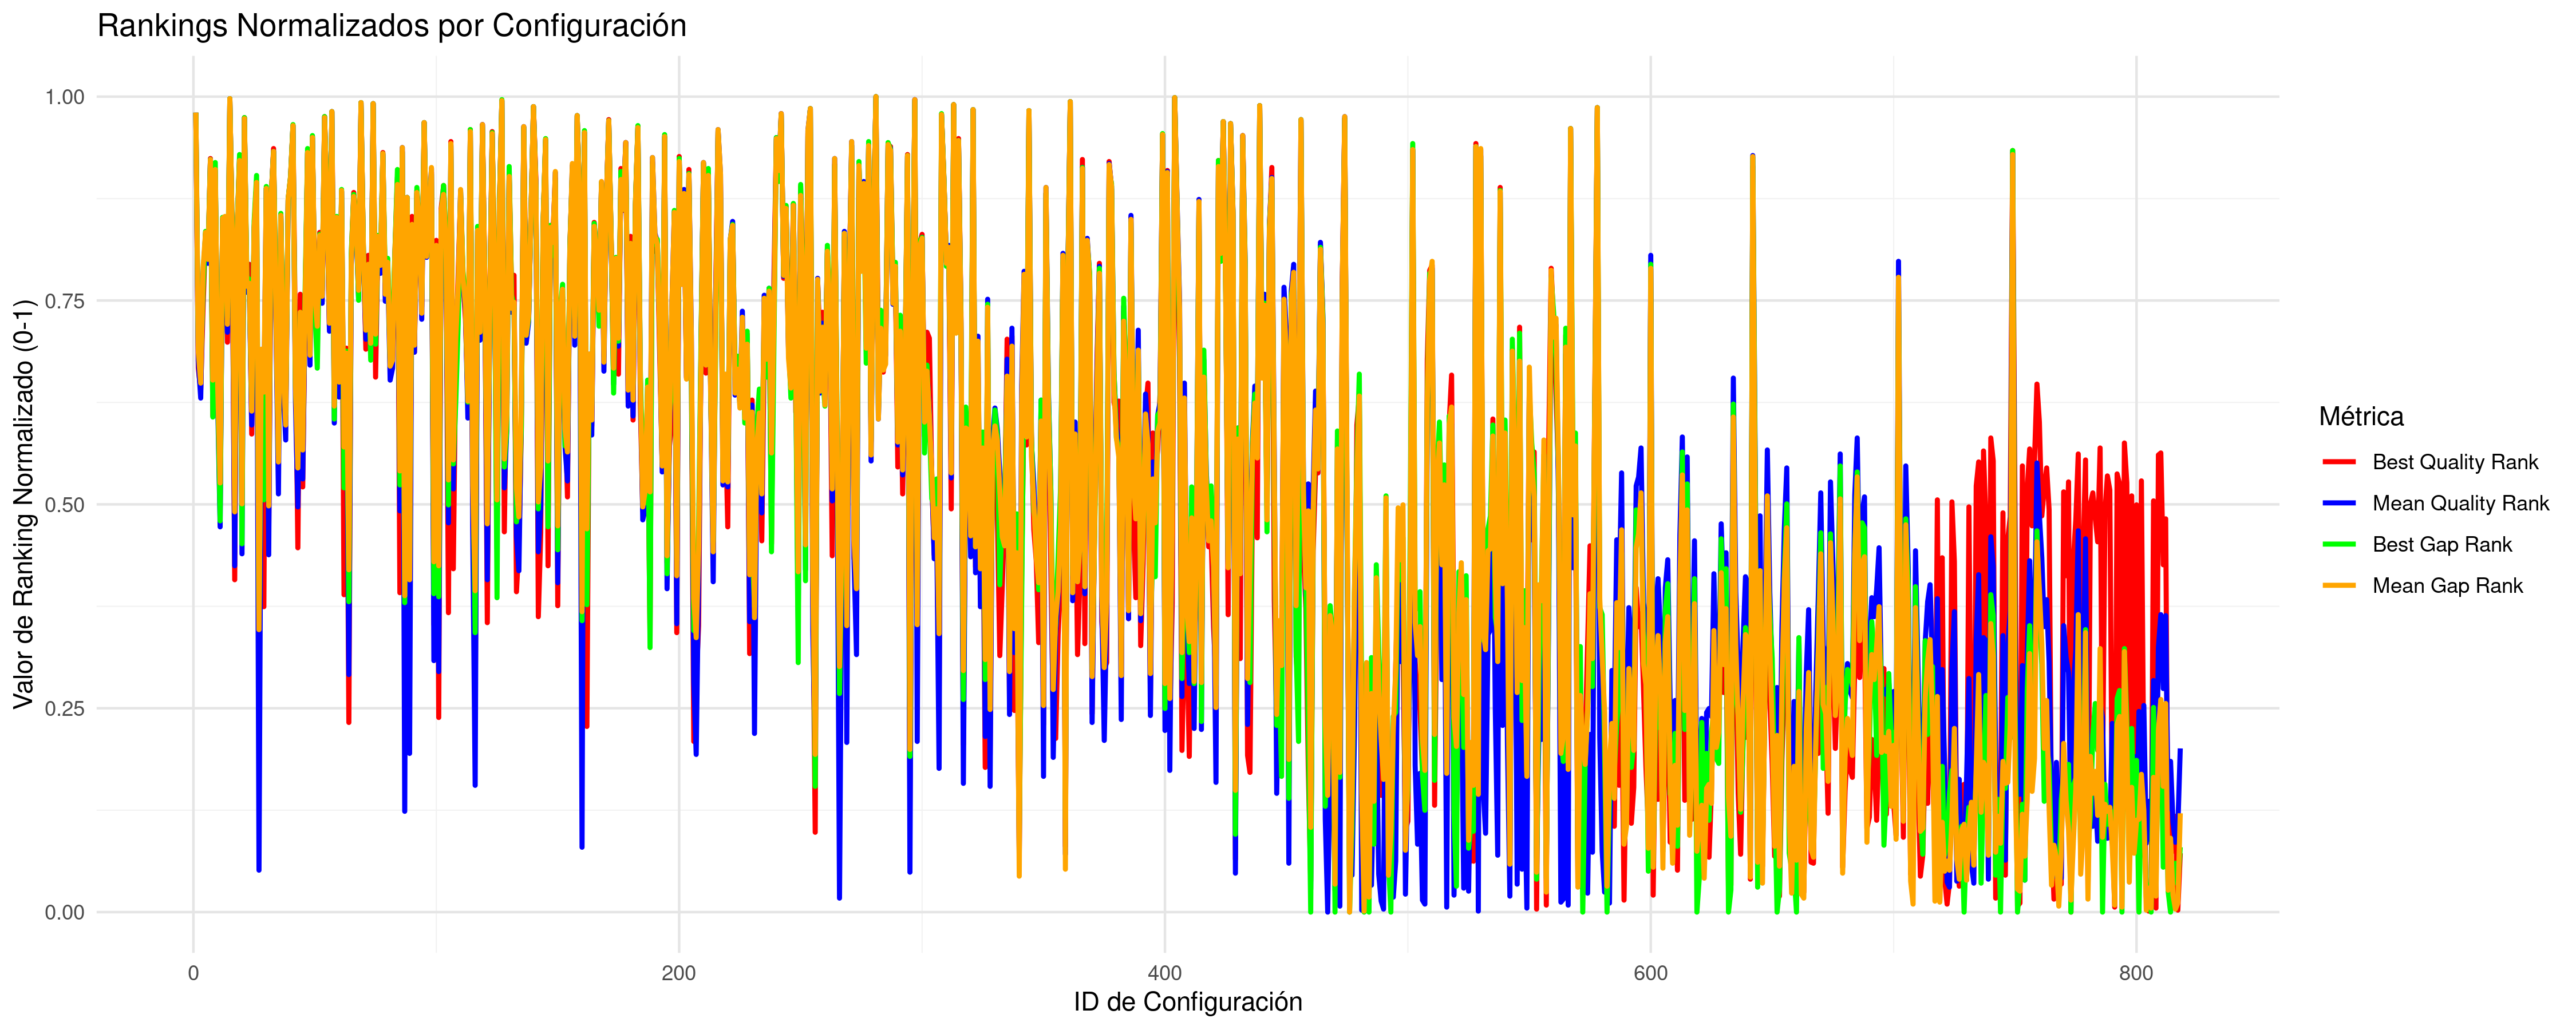 Rankings Normalizados por Configuración
Valor de Ranking Normalizado (0-1)
1.00
0.75
0.50
0.25
0.00
0
200
400
600
800
ID de Configuración
Métrica
Best Quality Rank
Mean Quality Rank
Best Gap Rank
Mean Gap Rank